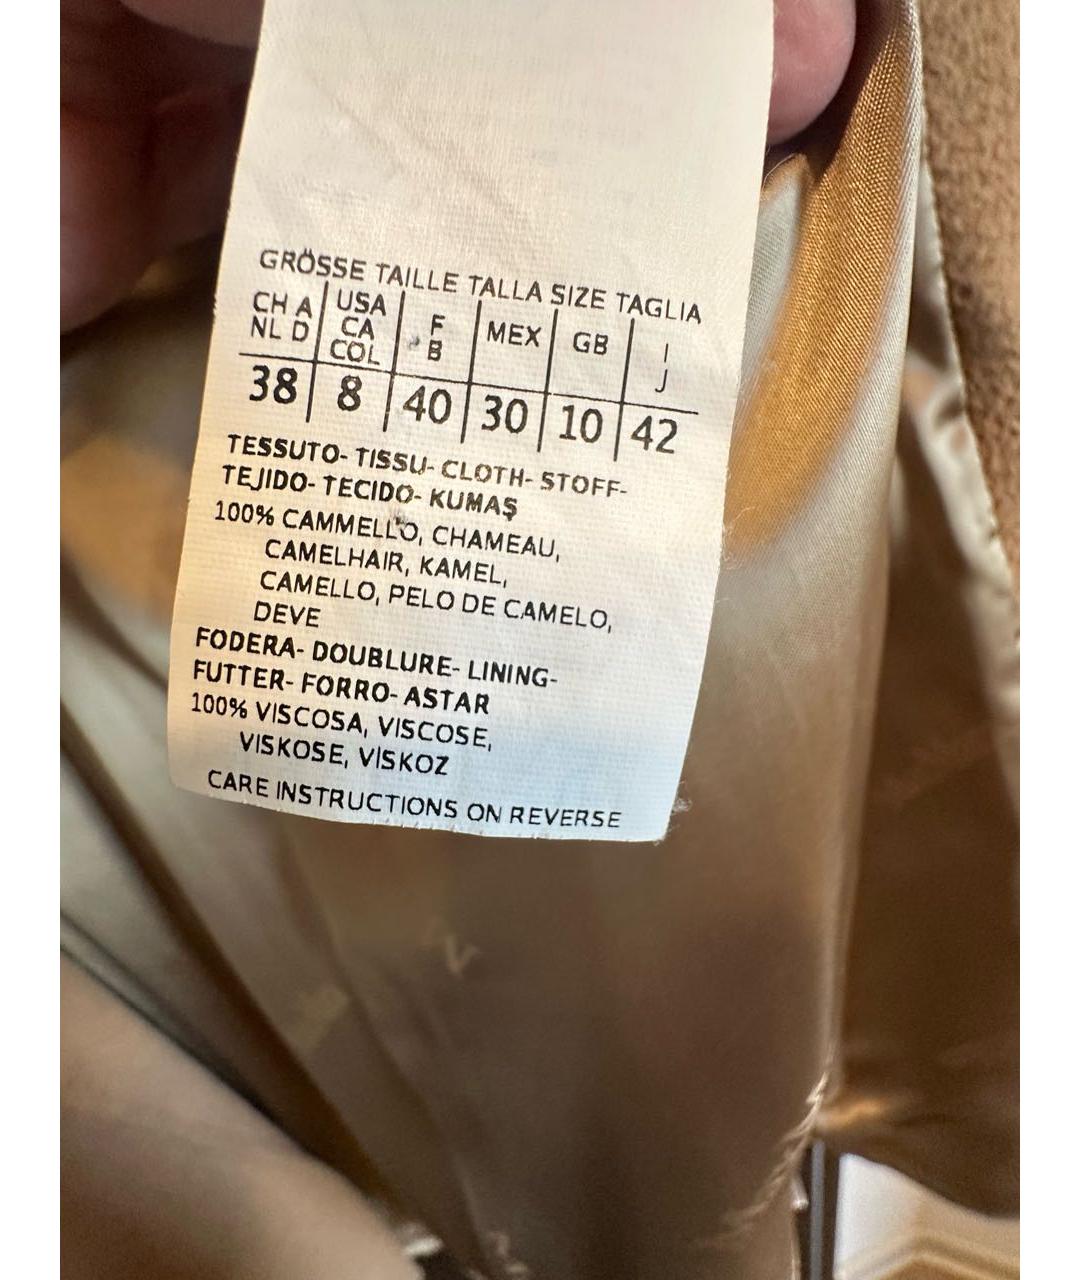 GRÖSSE TAILLE TALLA SIZE TAGLIA
CH A USA F MEX GB I
NL D CA B J
COL
38 8 40 30 10 42
TESSUTO- TISSU- CLOTH- STOFF-
TEJIDO- TECIDO- KUMAŞ
100% CAMMELLO, CHAMEAU,
CAMELHAIR, KAMEL,
CAMELLO, PELO DE CAMELO,
DEVE
FODERA- DOUBLURE- LINING-
FUTTER- FORRO- ASTAR
100% VISCOSA, VISCOSE,
VISKOSE, VISKOZ
CARE INSTRUCTIONS ON REVERSE